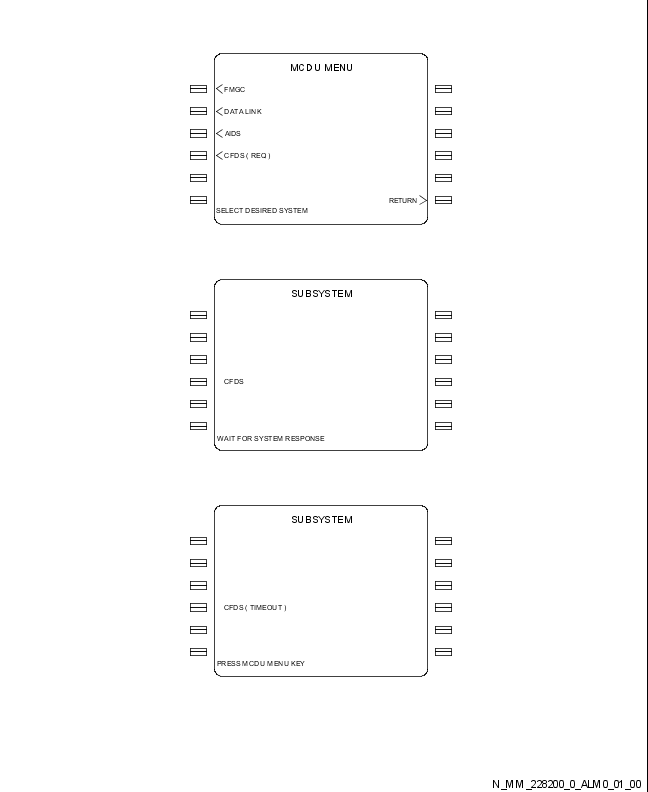 MCDU MENU
<FMGC
<DATALINK
<AIDS
<CFDS ( REQ )
RETURN>
SELECT DESIRED SYSTEM
SUBSYSTEM
CFDS
WAIT FOR SYSTEM RESPONSE
SUBSYSTEM
CFDS ( TIMEOUT )
PRESS MCDU MENU KEY
N_MM_228200_0_ALM0_01_00